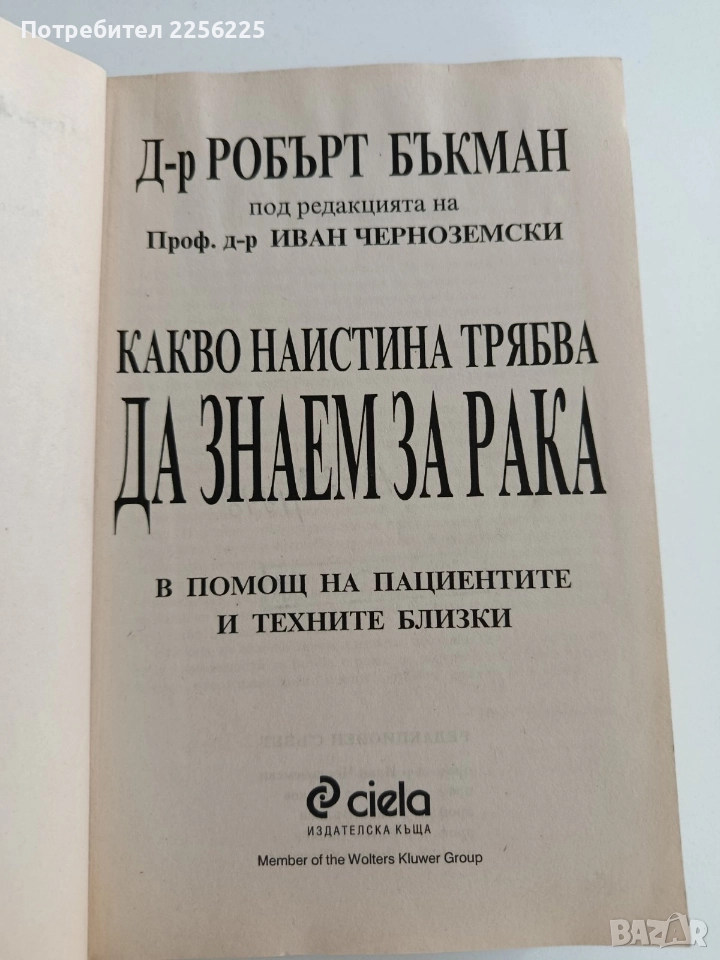 Потребител 2256225
Д-р РОБЪРТ БЪКМАН
под редакцията на
Проф. д-р ИВАН ЧЕРНОЗЕМСКИ
КАКВО НАИСТИНА ТРЯБВА
ДА ЗНАЕМ ЗА РАКА
В ПОМОЩ НА ПАЦИЕНТИТЕ
И ТЕХНИТЕ БЛИЗКИ
ciela
ИЗДАТЕЛСКА КЪЩА
Member of the Wolters Kluwer Group
BAZAR